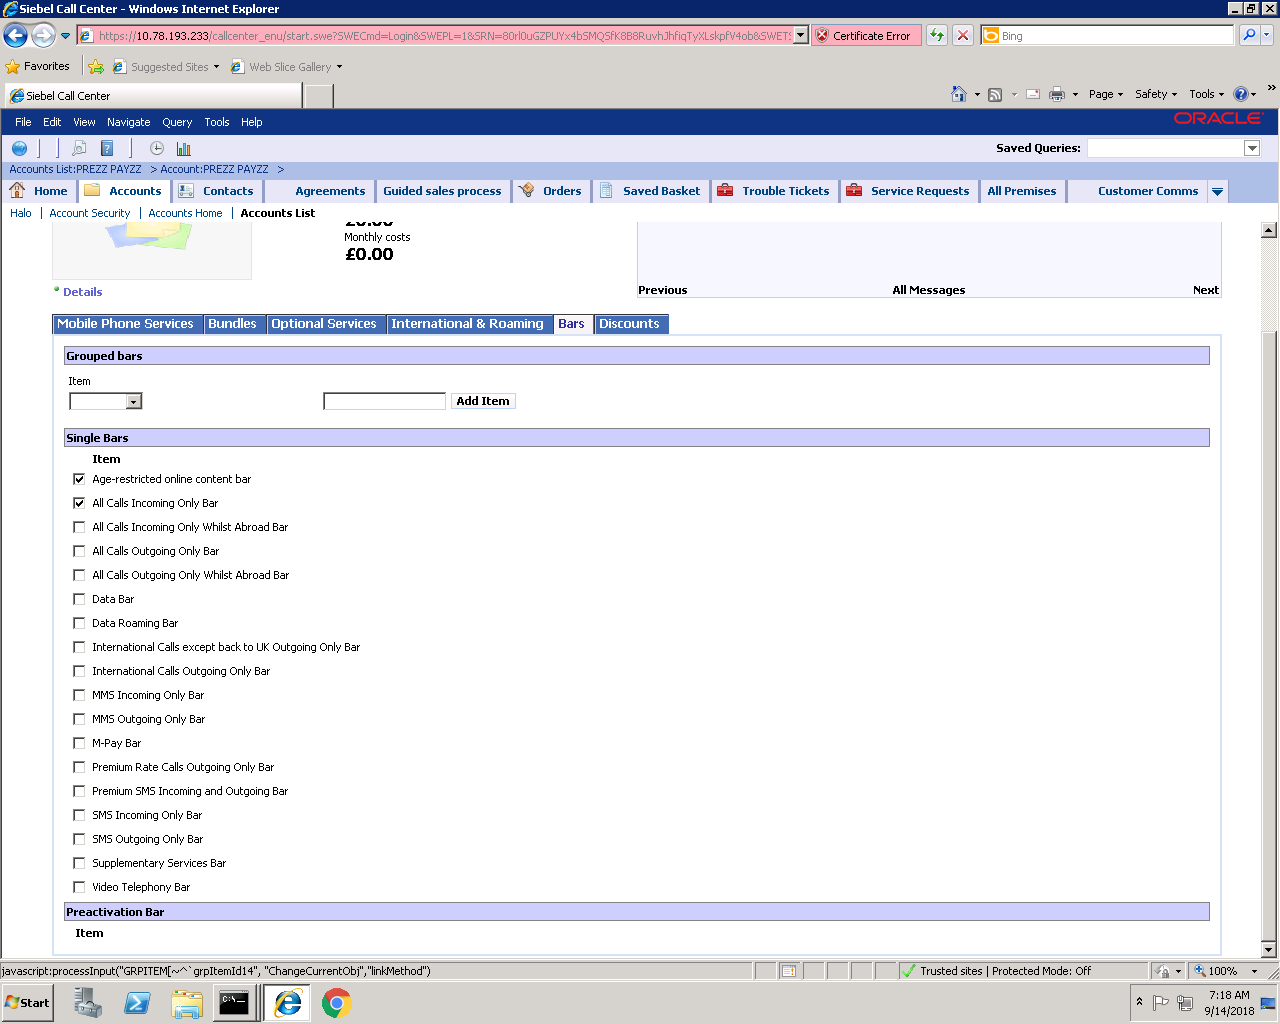 Siebel Call Center - Windows Internet Explorer
https://10.78.193.233/callcenter_enu/start.swe?SWECmd=Login&SWEPL=1&SRN=80rl0uGZPUYx4bSMQSfK8B8RuvhJhfiqTyXLskpfV4ob&SWETS
Certificate Error
Bing
Favorites
Suggested Sites
Web Slice Gallery
Siebel Call Center
Page
Safety
Tools
File Edit View Navigate Query Tools Help
ORACLE
Saved Queries:
Accounts List:PREZZ PAYZZ > Account:PREZZ PAYZZ >
Home Accounts Contacts Agreements Guided sales process Orders Saved Basket Trouble Tickets Service Requests All Premises Customer Comms
Halo | Account Security | Accounts Home | Accounts List
£0.00
Monthly costs
£0.00
Details
Previous All Messages Next
Mobile Phone Services Bundles Optional Services International & Roaming Bars Discounts
Grouped bars
Item
Add Item
Single Bars
Item
Age-restricted online content bar
All Calls Incoming Only Bar
All Calls Incoming Only Whilst Abroad Bar
All Calls Outgoing Only Bar
All Calls Outgoing Only Whilst Abroad Bar
Data Bar
Data Roaming Bar
International Calls except back to UK Outgoing Only Bar
International Calls Outgoing Only Bar
MMS Incoming Only Bar
MMS Outgoing Only Bar
M-Pay Bar
Premium Rate Calls Outgoing Only Bar
Premium SMS Incoming and Outgoing Bar
SMS Incoming Only Bar
SMS Outgoing Only Bar
Supplementary Services Bar
Video Telephony Bar
Preactivation Bar
Item
javascript:processInput("GRPITEM[~^`grpItemId14", "ChangeCurrentObj","linkMethod")
Trusted sites | Protected Mode: Off
100%
Start
C:\.
7:18 AM
9/14/2018